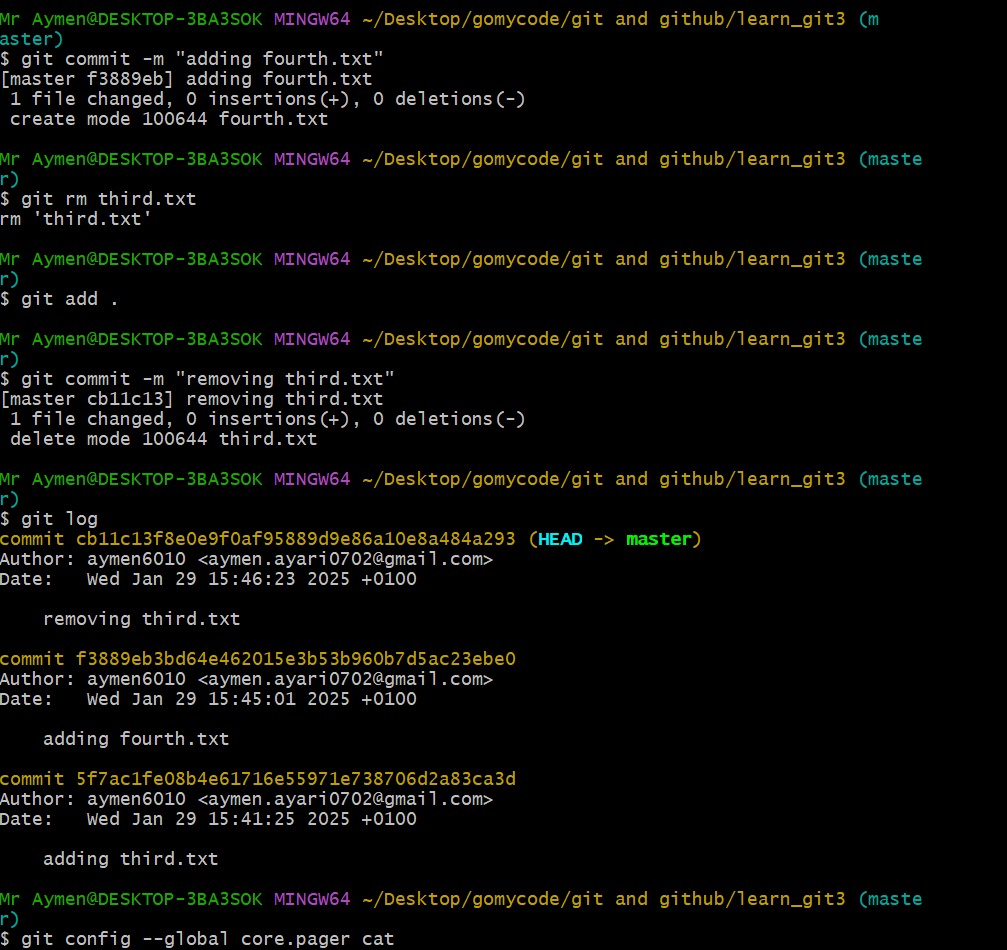 Mr Aymen@DESKTOP-3BA3SOK MINGW64 ~/Desktop/gomycode/git and github/learn_git3 (m
aster)
$ git commit -m "adding fourth.txt"
[master f3889eb] adding fourth.txt
 1 file changed, 0 insertions(+), 0 deletions(-)
 create mode 100644 fourth.txt

Mr Aymen@DESKTOP-3BA3SOK MINGW64 ~/Desktop/gomycode/git and github/learn_git3 (maste
r)
$ git rm third.txt
rm 'third.txt'

Mr Aymen@DESKTOP-3BA3SOK MINGW64 ~/Desktop/gomycode/git and github/learn_git3 (maste
r)
$ git add .

Mr Aymen@DESKTOP-3BA3SOK MINGW64 ~/Desktop/gomycode/git and github/learn_git3 (maste
r)
$ git commit -m "removing third.txt"
[master cb11c13] removing third.txt
 1 file changed, 0 insertions(+), 0 deletions(-)
 delete mode 100644 third.txt

Mr Aymen@DESKTOP-3BA3SOK MINGW64 ~/Desktop/gomycode/git and github/learn_git3 (maste
r)
$ git log
commit cb11c13f8e0e9f0af95889d9e86a10e8a484a293 (HEAD -> master)
Author: aymen6010 <aymen.ayari0702@gmail.com>
Date:   Wed Jan 29 15:46:23 2025 +0100

    removing third.txt

commit f3889eb3bd64e462015e3b53b960b7d5ac23ebe0
Author: aymen6010 <aymen.ayari0702@gmail.com>
Date:   Wed Jan 29 15:45:01 2025 +0100

    adding fourth.txt

commit 5f7ac1fe08b4e61716e55971e738706d2a83ca3d
Author: aymen6010 <aymen.ayari0702@gmail.com>
Date:   Wed Jan 29 15:41:25 2025 +0100

    adding third.txt

Mr Aymen@DESKTOP-3BA3SOK MINGW64 ~/Desktop/gomycode/git and github/learn_git3 (maste
r)
$ git config --global core.pager cat